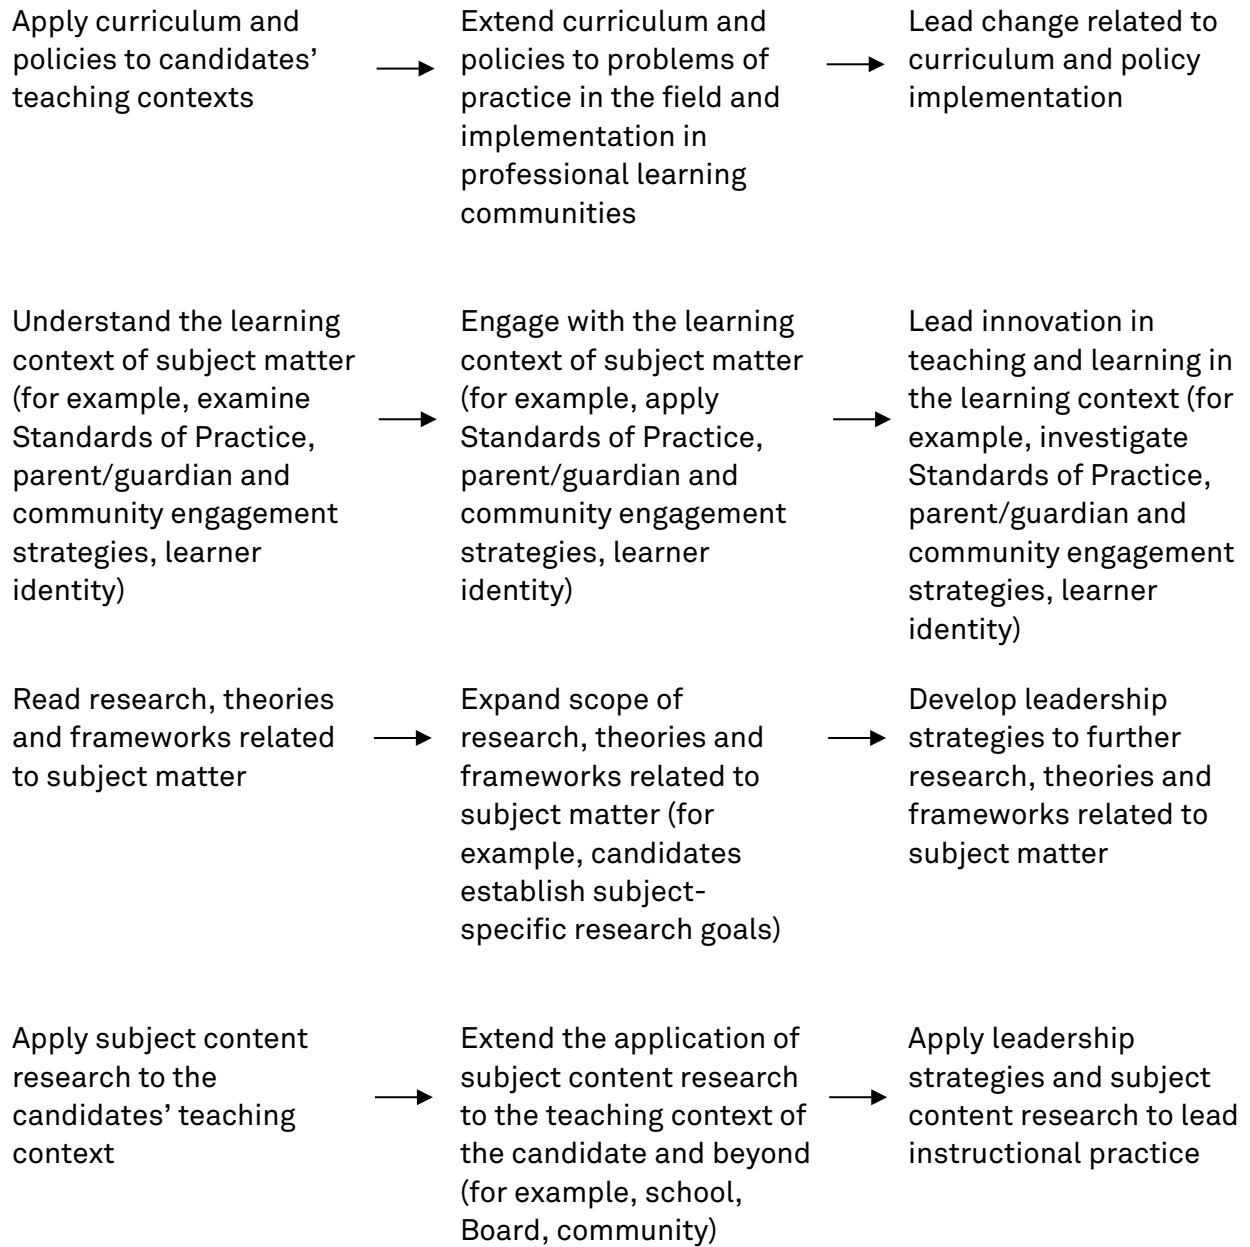 Apply curriculum and
policies to candidates’
teaching contexts
Extend curriculum and
policies to problems of
practice in the field and
implementation in
professional learning
communities
Lead change related to
curriculum and policy
implementation
Understand the learning
context of subject matter
(for example, examine
Standards of Practice,
parent/guardian and
community engagement
strategies, learner
identity)
Engage with the learning
context of subject matter
(for example, apply
Standards of Practice,
parent/guardian and
community engagement
strategies, learner
identity)
Lead innovation in
teaching and learning in
the learning context (for
example, investigate
Standards of Practice,
parent/guardian and
community engagement
strategies, learner
identity)
Read research, theories
and frameworks related
to subject matter
Expand scope of
research, theories and
frameworks related to
subject matter (for
example, candidates
establish subject-
specific research goals)
Develop leadership
strategies to further
research, theories and
frameworks related to
subject matter
Apply subject content
research to the
candidates’ teaching
context
Extend the application of
subject content research
to the teaching context of
the candidate and beyond
(for example, school,
Board, community)
Apply leadership
strategies and subject
content research to lead
instructional practice